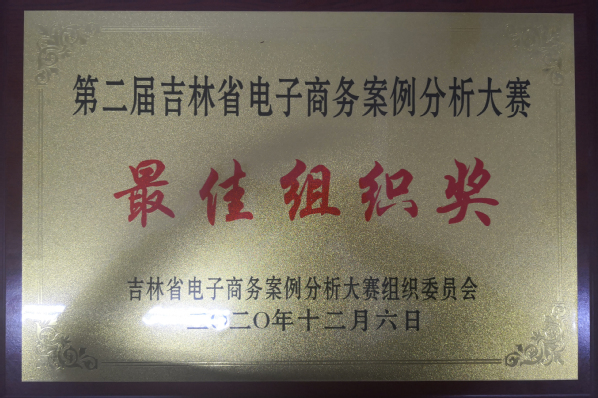 第二届吉林省电子商务案例分析大赛
最佳组织奖
吉林省电子商务案例分析大赛组织委员会
二〇二〇年十二月六日